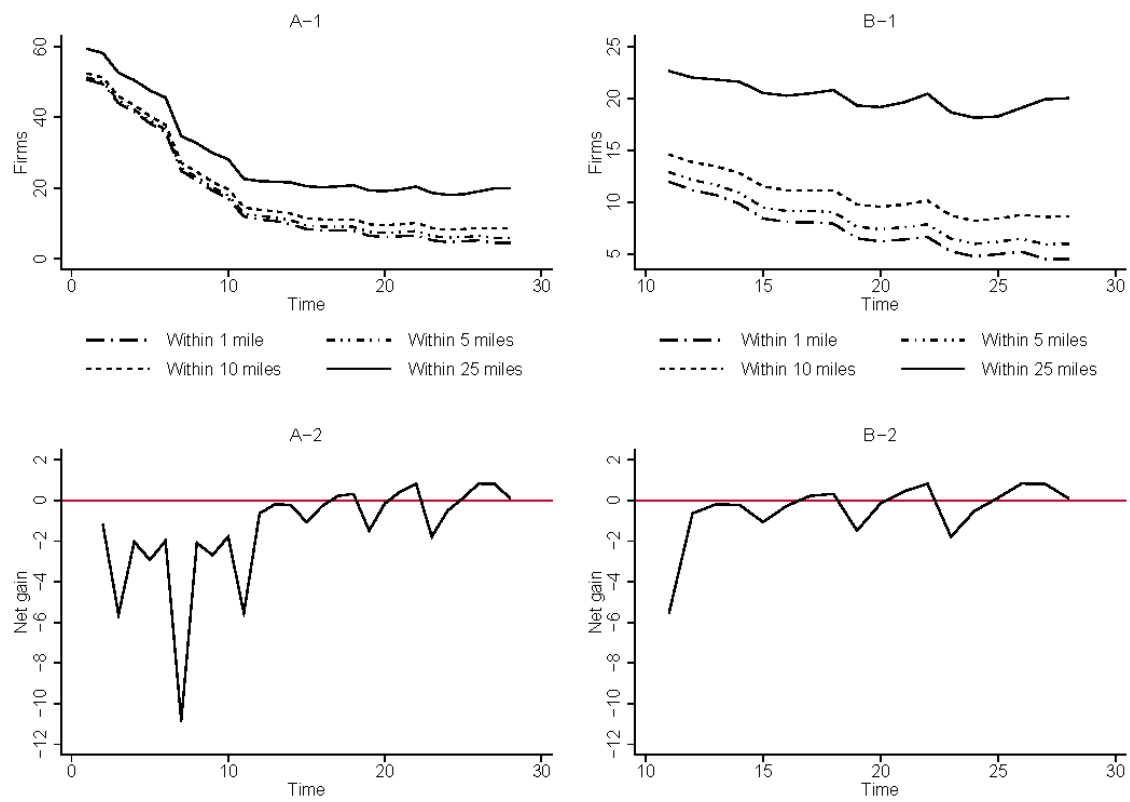 A−1
Firms
60
40
20
0
0 10 20 30
Time
Within 1 mile Within 5 miles
Within 10 miles Within 25 miles
B−1
Firms
25
20
15
10
5
10 15 20 25 30
Time
Within 1 mile Within 5 miles
Within 10 miles Within 25 miles
A−2
Net gain
2
0
−2
−4
−6
−8
−10
−12
0 10 20 30
Time
B−2
Net gain
2
0
−2
−4
−6
−8
−10
−12
10 15 20 25 30
Time